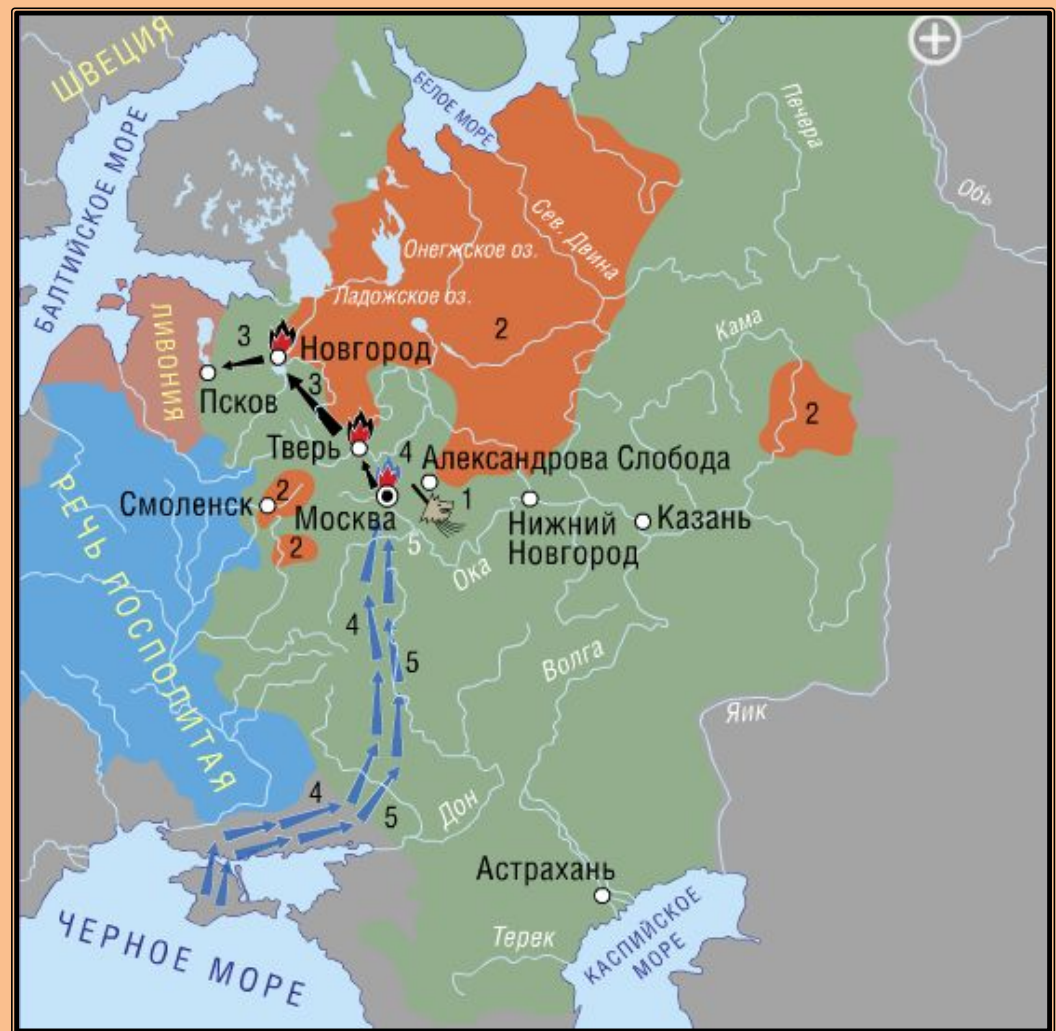 ШВЕЦИЯ
БЕЛОЕ МОРЕ
Печера
Обь
БАЛТИЙСКОЕ МОРЕ
Сев. Двина
Онегжское оз.
Ладожское оз.
ЛИВОНИЯ
2
3
Новгород
Кама
3
Псков
2
Тверь
4
Александрова Слобода
Смоленск
2
Москва
1
Нижний
Новгород
Казань
2
5
Ока
РЕЧЬ ПОСПОЛИТАЯ
4
5
Волга
Яик
4
5
Дон
Астрахань
ЧЕРНОЕ МОРЕ
Терек
КАСПИЙСКОЕ
МОРЕ